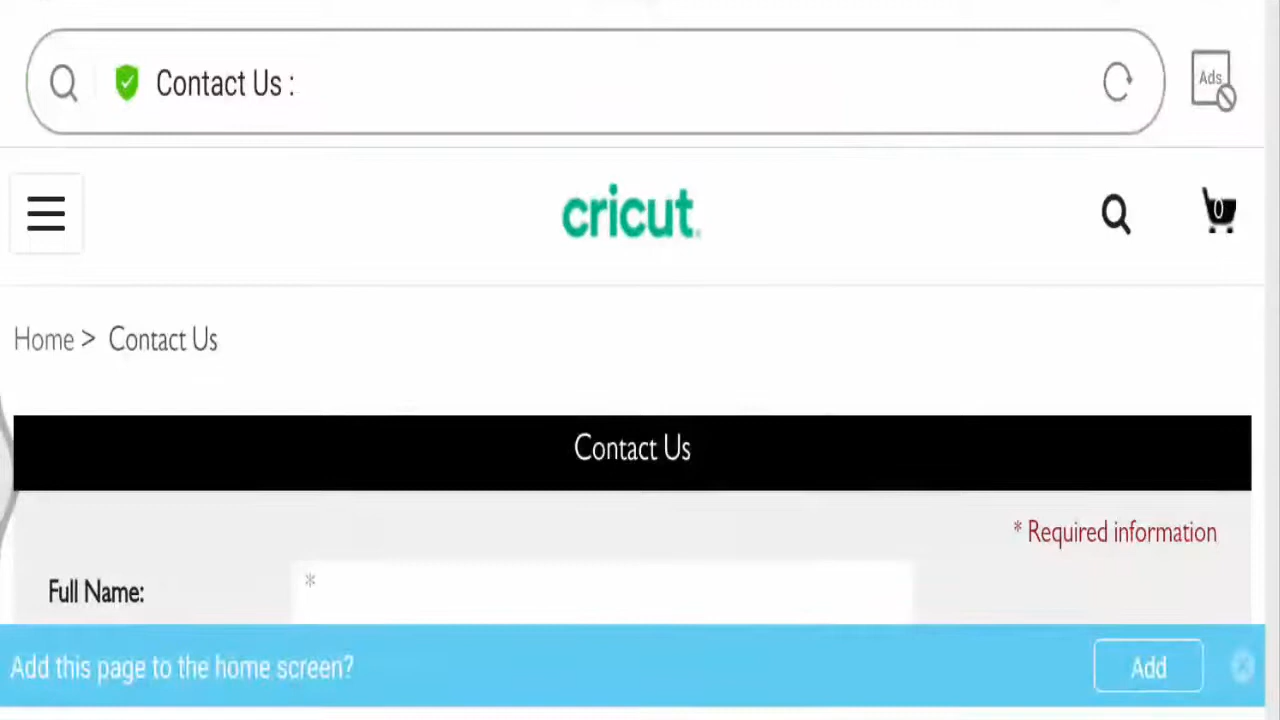 Contact Us :
Ads
cricut
0
Home > Contact Us
Contact Us
* Required information
Full Name:
*
Add this page to the home screen?
Add